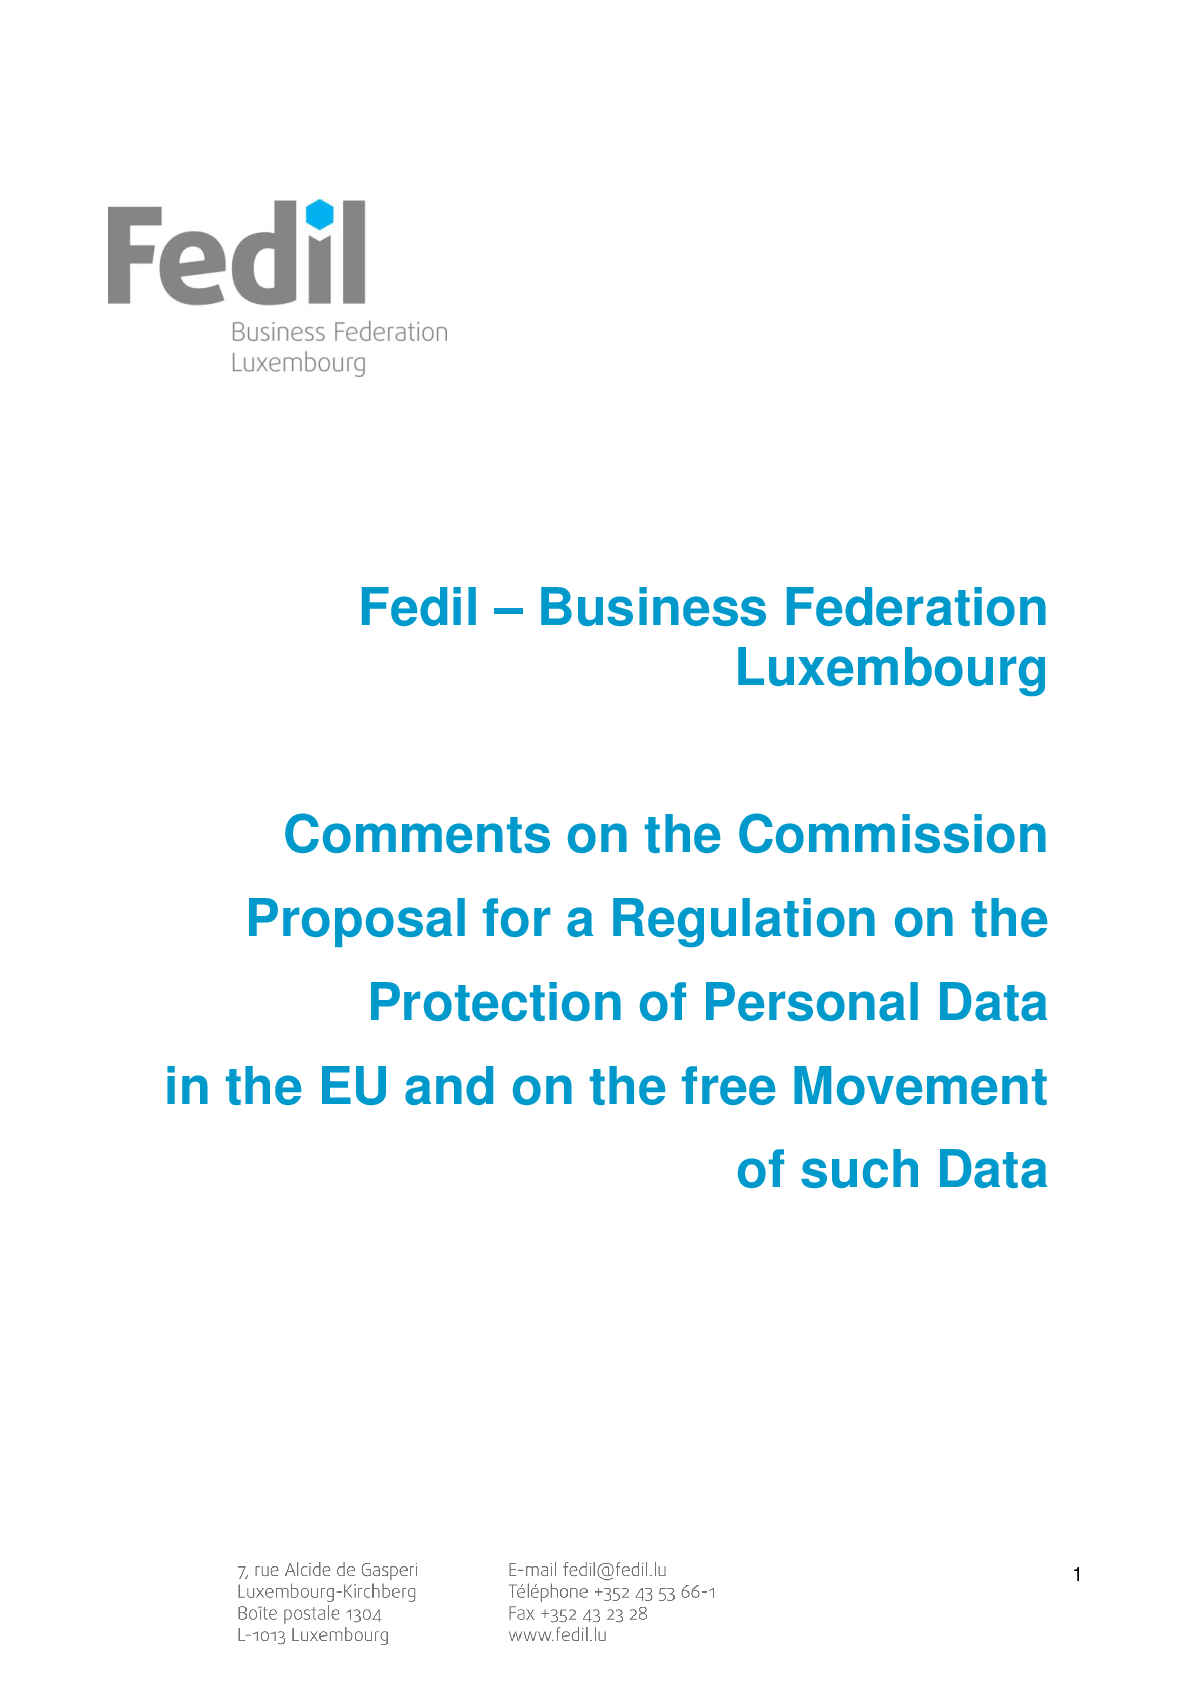 Fedil
Business Federation
Luxembourg
Fedil – Business Federation
Luxembourg
Comments on the Commission
Proposal for a Regulation on the
Protection of Personal Data
in the EU and on the free Movement
of such Data
7, rue Alcide de Gasperi
Luxembourg-Kirchberg
Boîte postale 1304
L-1013 Luxembourg
E-mail fedil@fedil.lu
Téléphone +352 43 53 66-1
Fax +352 43 23 28
www.fedil.lu
1